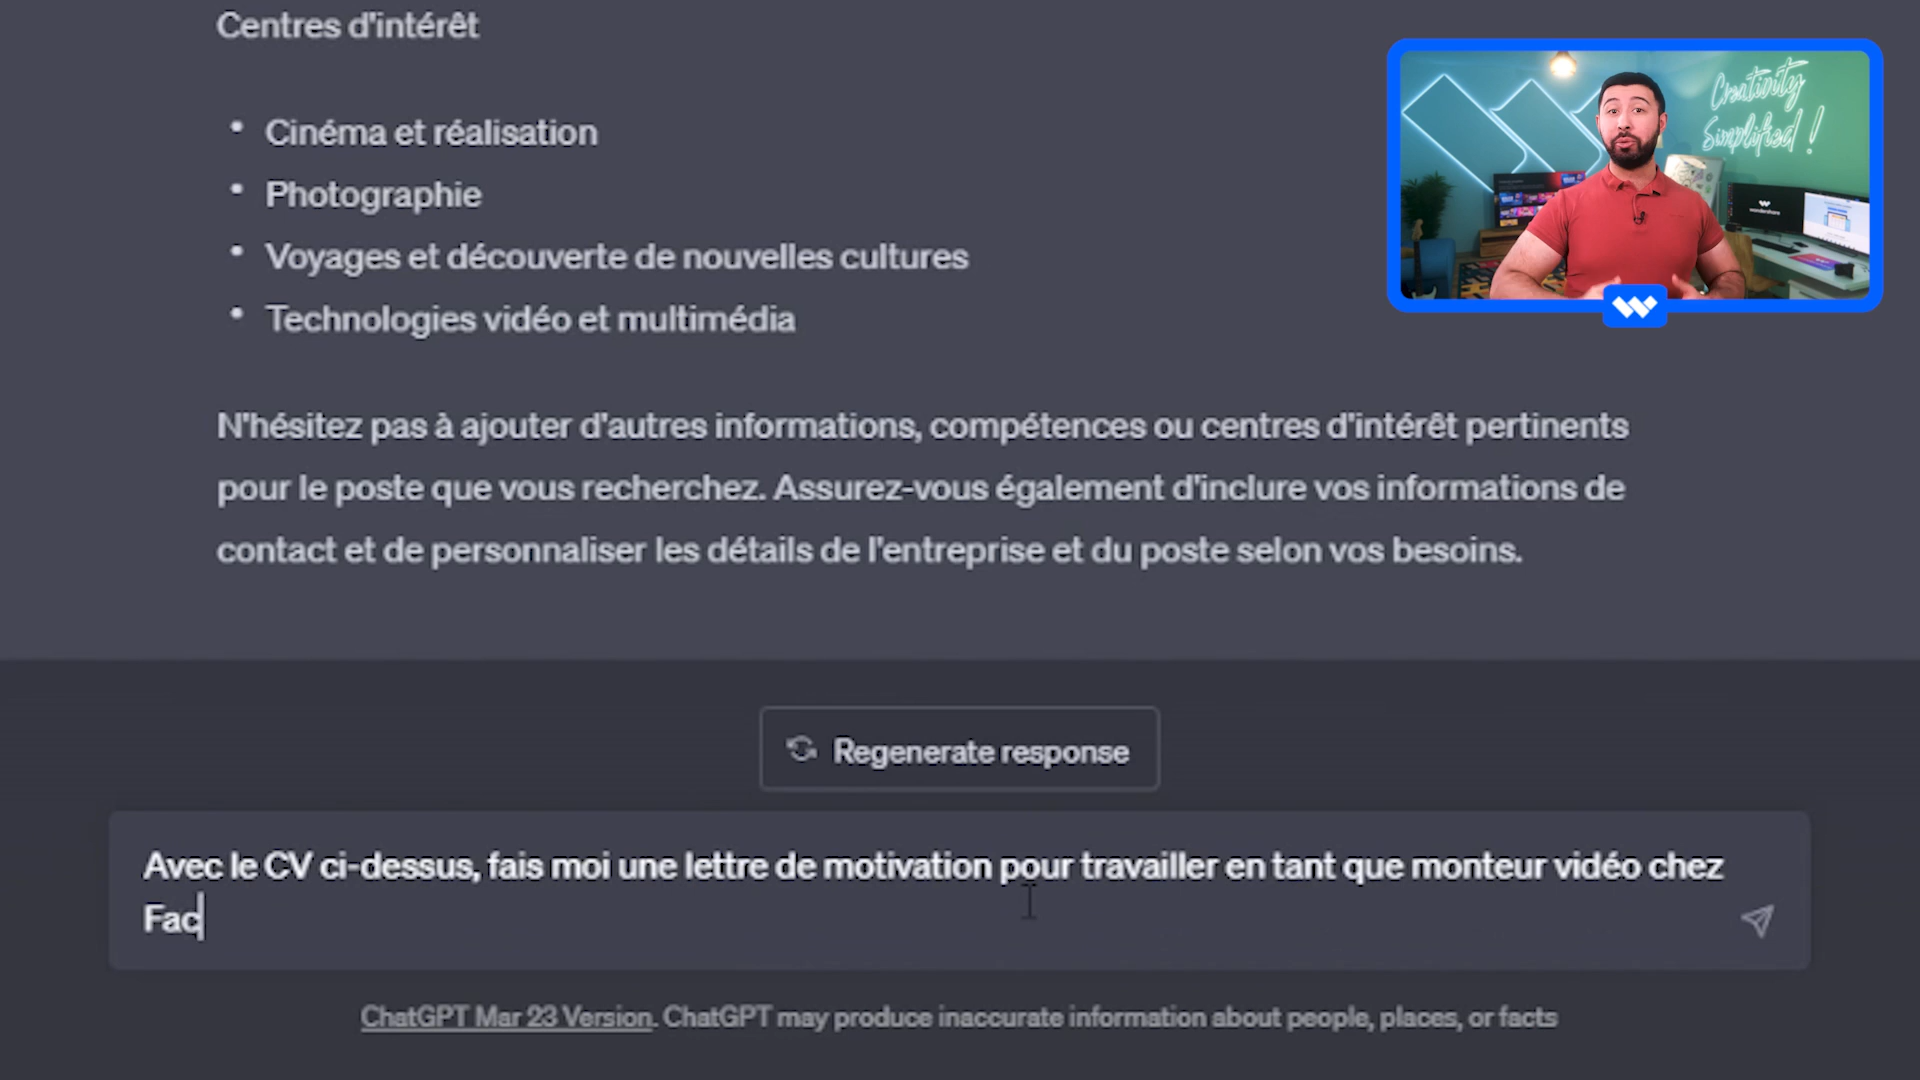 Centres d'intérêt
• Cinéma et réalisation
• Photographie
• Voyages et découverte de nouvelles cultures
• Technologies vidéo et multimédia
N'hésitez pas à ajouter d'autres informations, compétences ou centres d'intérêt pertinents
pour le poste que vous recherchez. Assurez-vous également d'inclure vos informations de
contact et de personnaliser les détails de l'entreprise et du poste selon vos besoins.
Creativity
Simplified !
wondershare
Regenerate response
Avec le CV ci-dessus, fais moi une lettre de motivation pour travailler en tant que monteur vidéo chez
Fac
ChatGPT Mar 23 Version. ChatGPT may produce inaccurate information about people, places, or facts